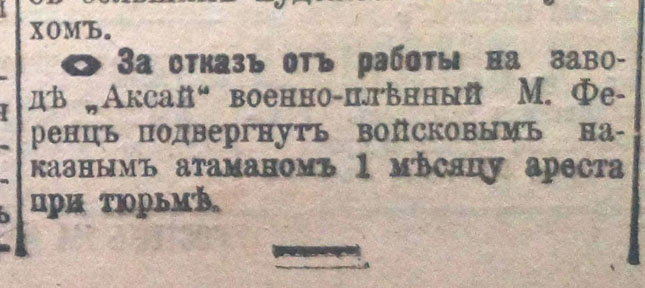 хомъ.
За отказъ отъ работы на заво-
дѣ „Аксай“ военно-плѣнный М. Фе-
ренцъ подвергнутъ войсковымъ на-
казнымъ атаманомъ 1 мѣсяцу ареста
при тюрьмѣ.